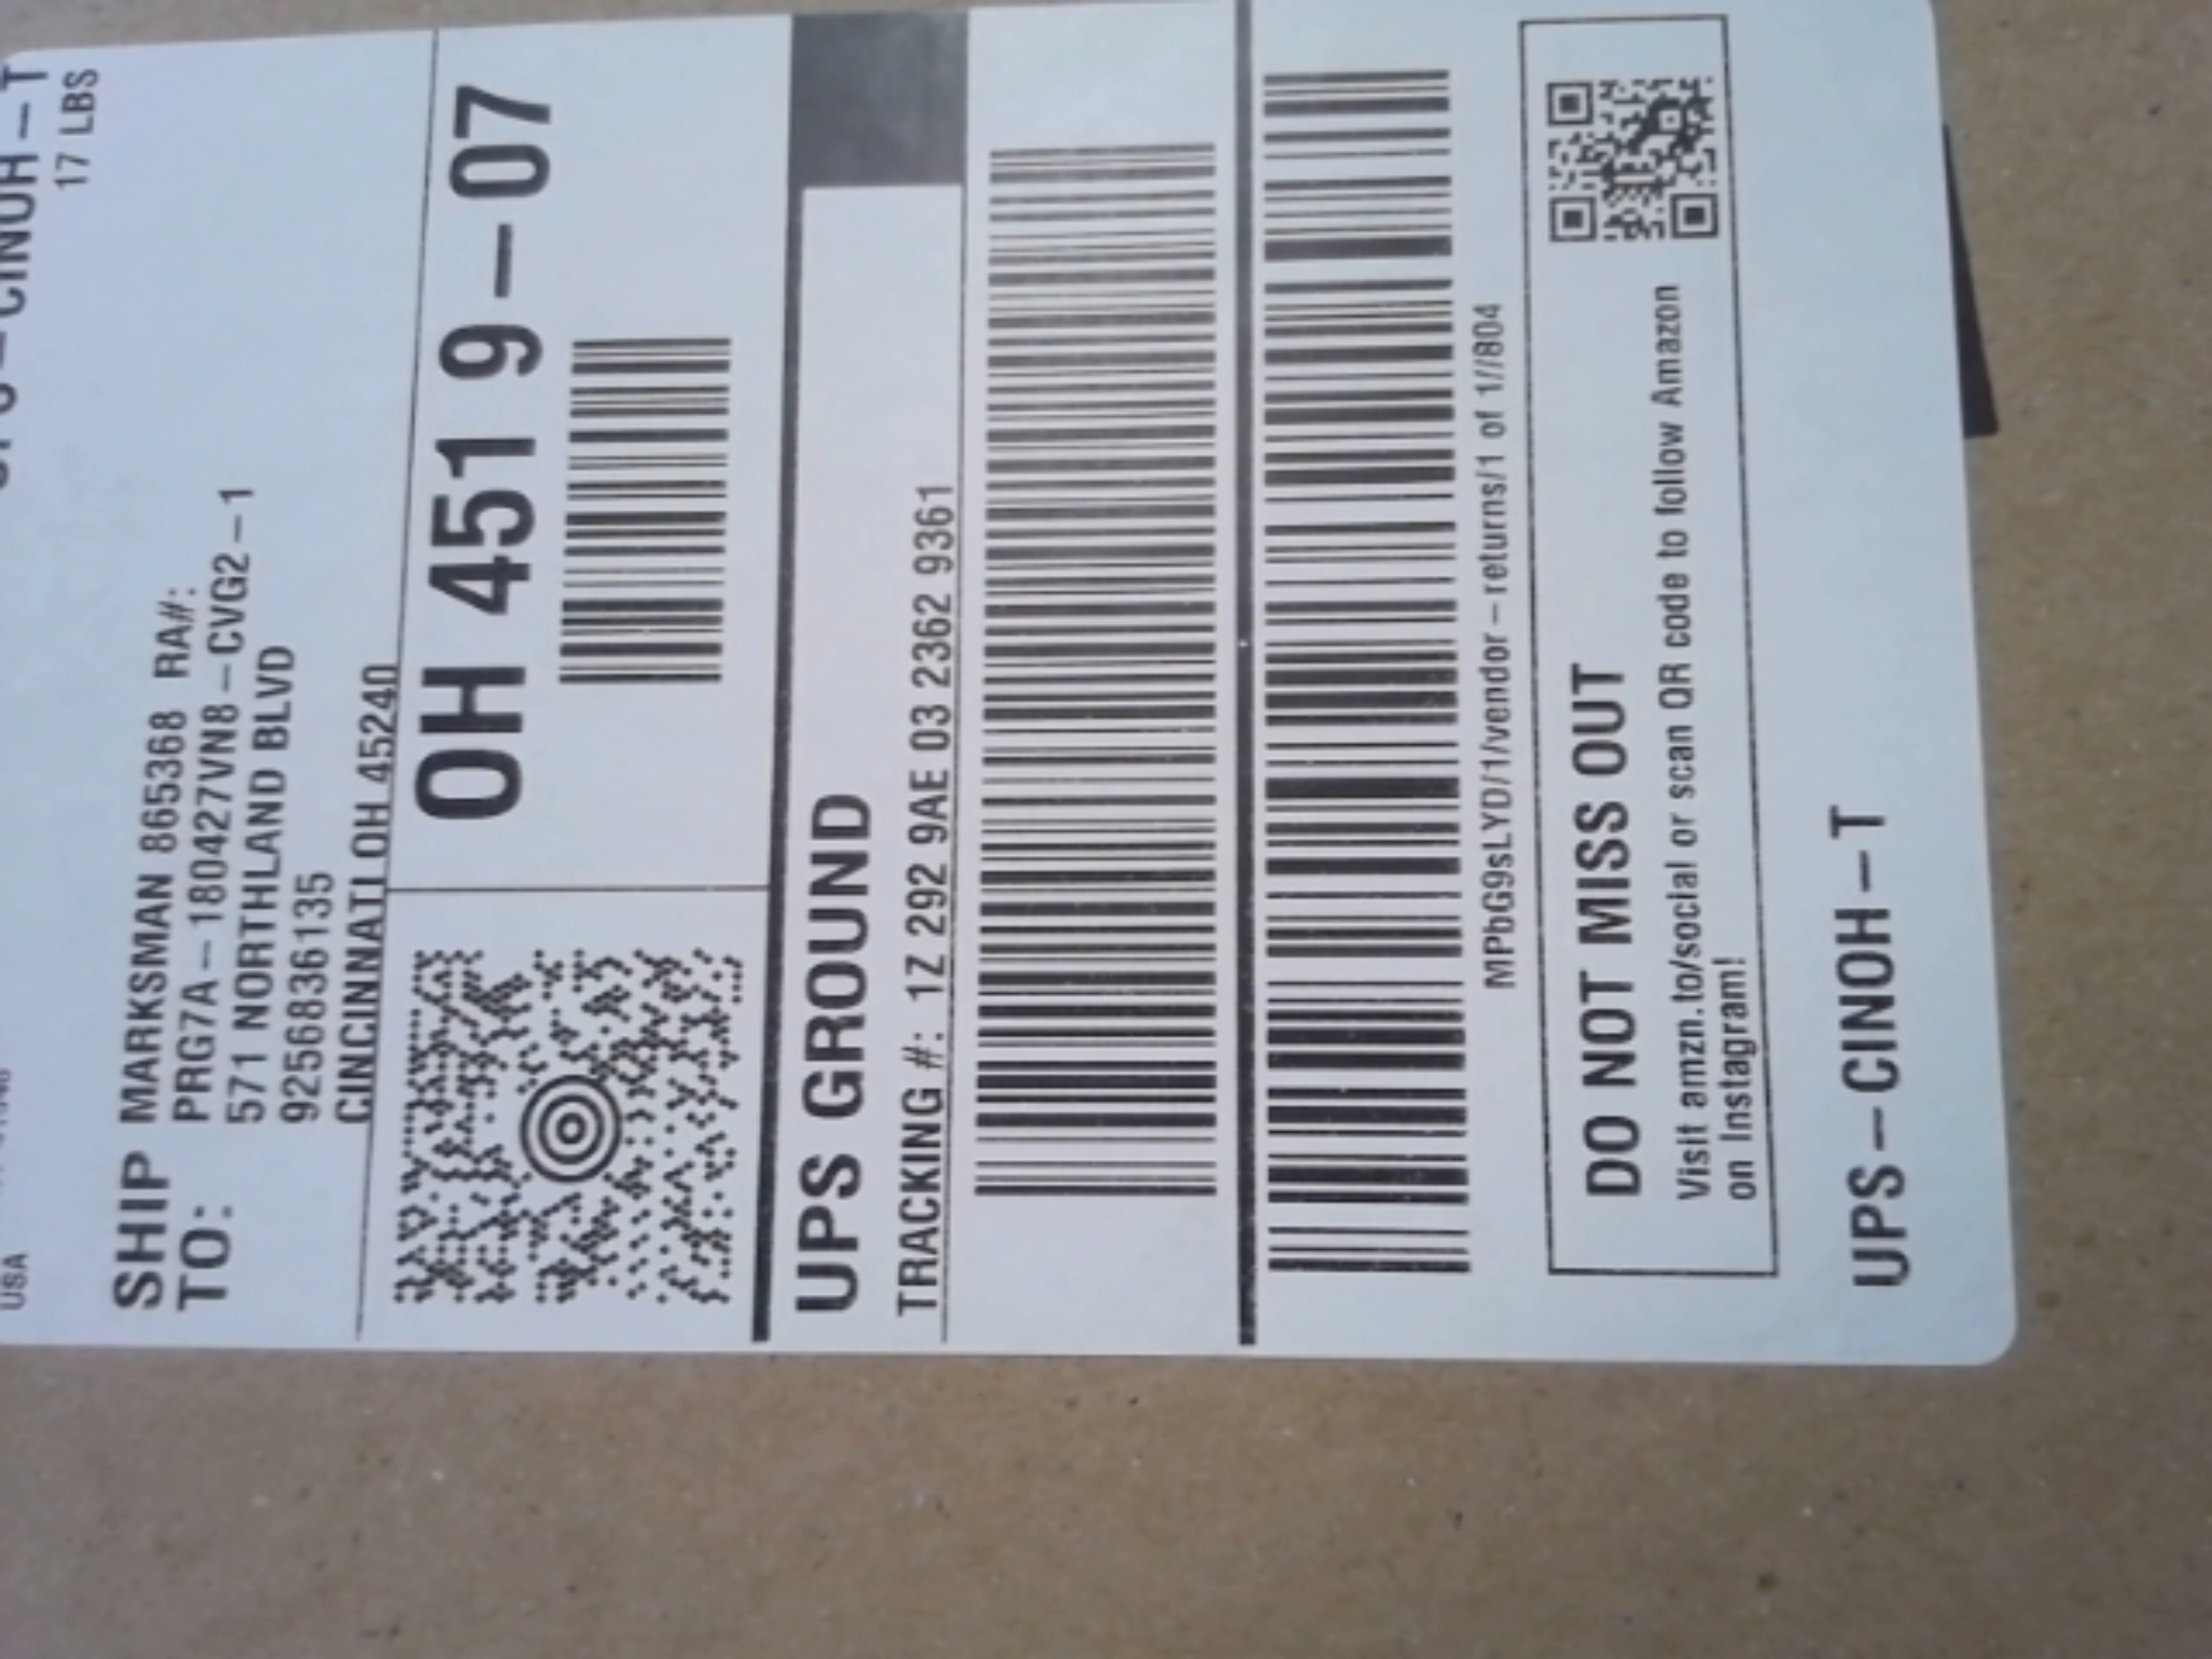 17 LBS
USA
SHIP TO:
MARKSMAN 865368 RA#:
PRG7A-180427VN8-CVG2-1
571 NORTHLAND BLVD
9256836135
CINCINNATI OH 45240
OH 451 9-07
UPS GROUND
TRACKING #: 1Z 292 9AE 03 2362 9361
MPbG9sLYD/1/vendor-returns/1 of 1//804
DO NOT MISS OUT
Visit amzn.to/social or scan QR code to follow Amazon
on Instagram!
UPS-CINOH-T